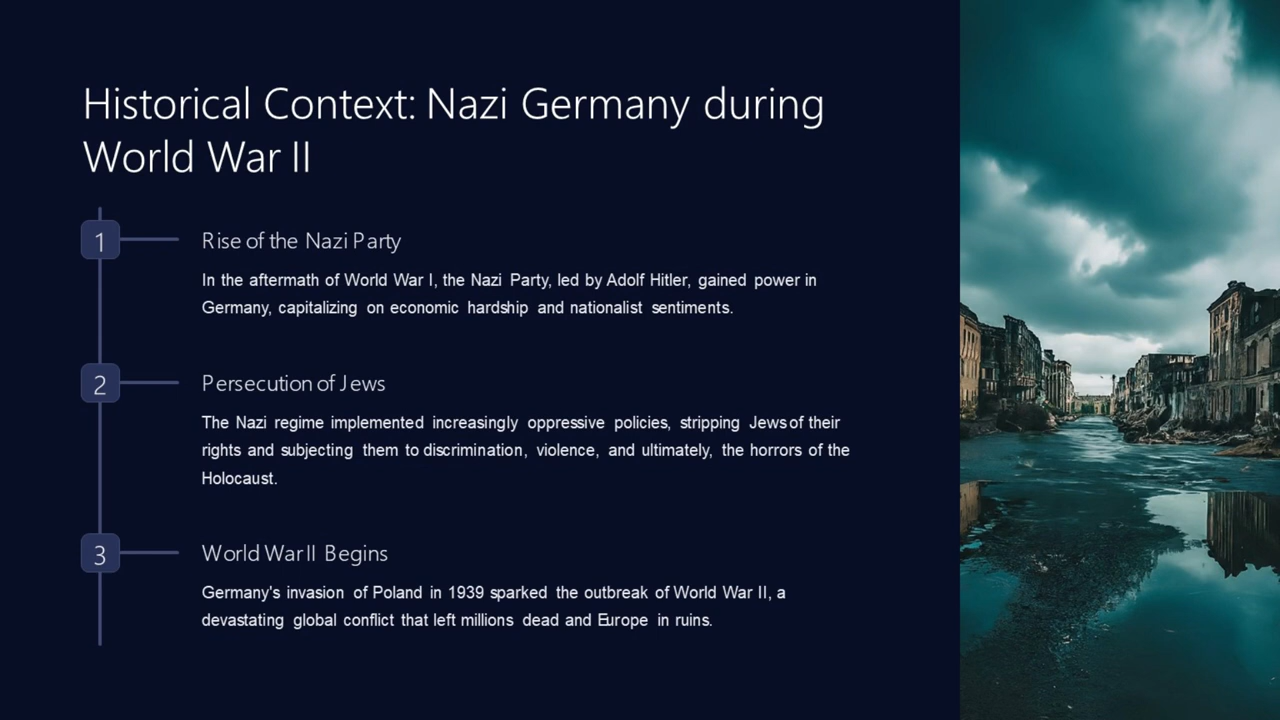 Historical Context: Nazi Germany during
World War II
1
Rise of the Nazi Party
In the aftermath of World War I, the Nazi Party, led by Adolf Hitler, gained power in
Germany, capitalizing on economic hardship and nationalist sentiments.
2
Persecution of Jews
The Nazi regime implemented increasingly oppressive policies, stripping Jews of their
rights and subjecting them to discrimination, violence, and ultimately, the horrors of the
Holocaust.
3
World War II Begins
Germany's invasion of Poland in 1939 sparked the outbreak of World War II, a
devastating global conflict that left millions dead and Europe in ruins.